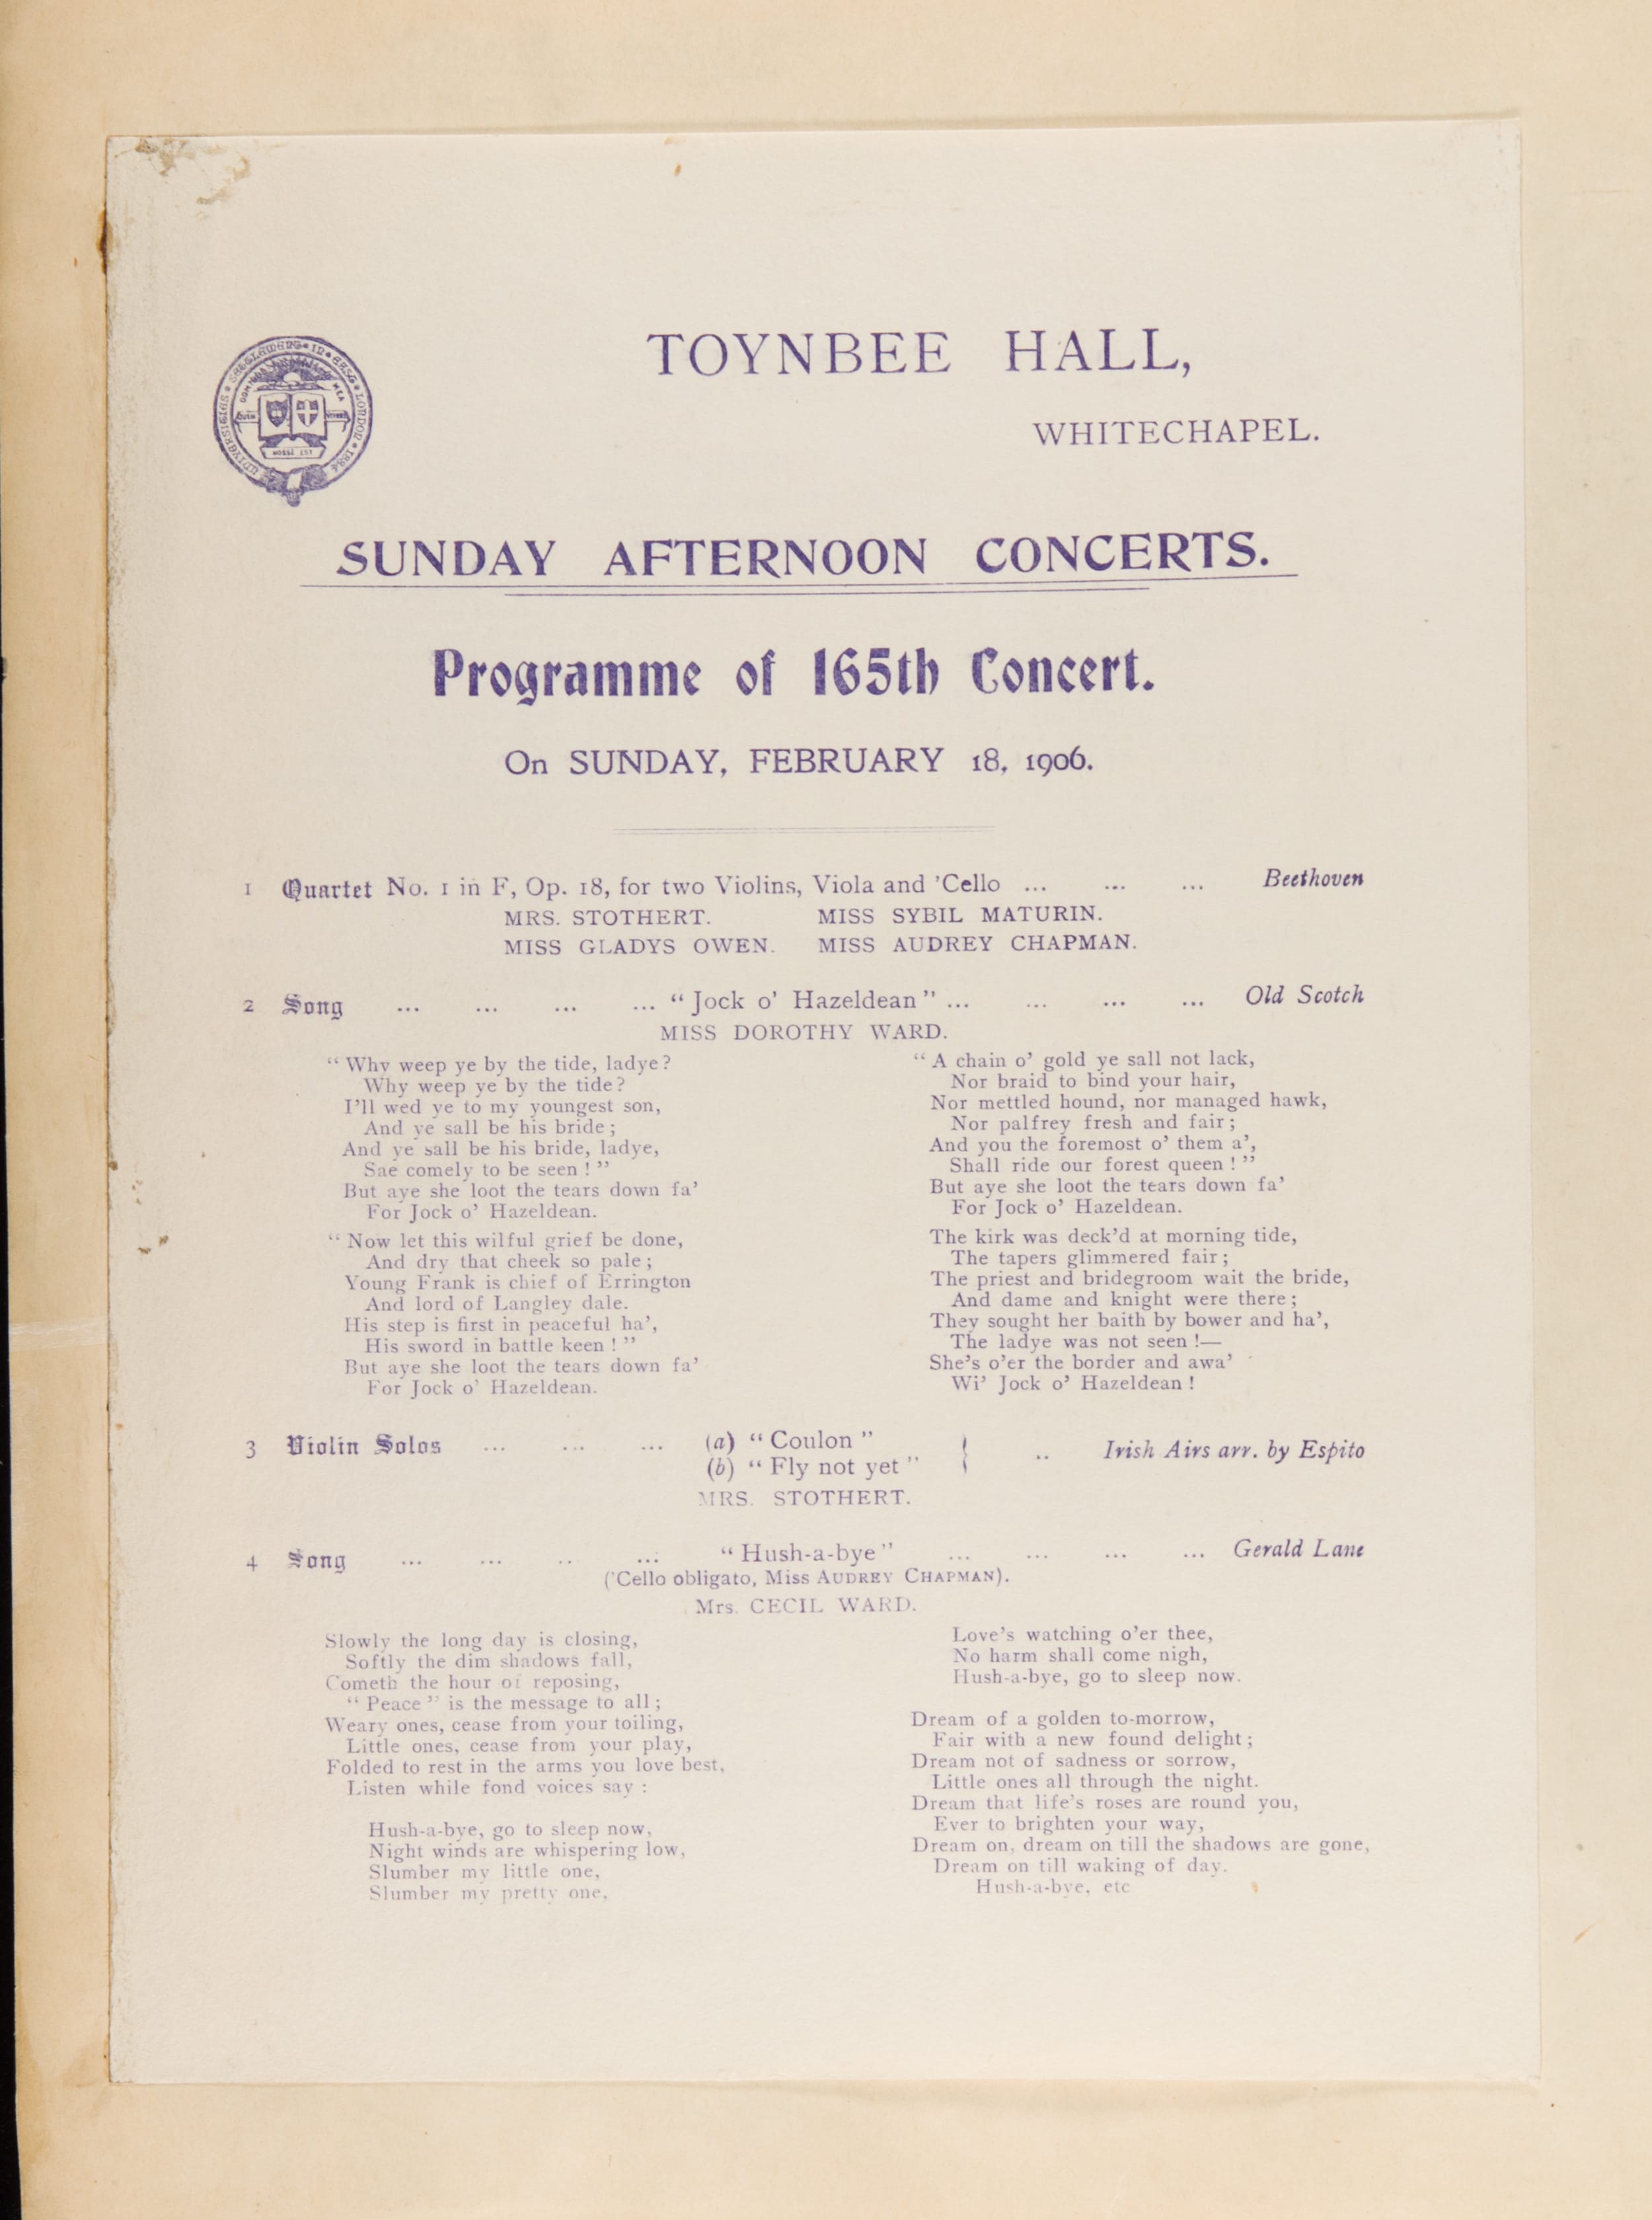 TOYNBEE HALL,
WHITECHAPEL.
SUNDAY AFTERNOON CONCERTS.
Programme of 165th Concert.
On SUNDAY, FEBRUARY 18, 1906.
1 Quartet No. 1 in F, Op. 18, for two Violins, Viola and 'Cello ... ... ... Beethoven
MRS. STOTHERT. MISS SYBIL MATURIN.
MISS GLADYS OWEN. MISS AUDREY CHAPMAN.
2 Song ... ... ... ... "Jock o' Hazeldean" ... ... ... ... Old Scotch
MISS DOROTHY WARD.
"Why weep ye by the tide, ladye?
Why weep ye by the tide?
I'll wed ye to my youngest son,
And ye sall be his bride;
And ye sall be his bride, ladye,
Sae comely to be seen!"
But aye she loot the tears down fa'
For Jock o' Hazeldean.
"Now let this wilful grief be done,
And dry that cheek so pale;
Young Frank is chief of Errington
And lord of Langley dale.
His step is first in peaceful ha',
His sword in battle keen!"
But aye she loot the tears down fa'
For Jock o' Hazeldean.
"A chain o' gold ye sall not lack,
Nor braid to bind your hair,
Nor mettled hound, nor managed hawk,
Nor palfrey fresh and fair;
And you the foremost o' them a',
Shall ride our forest queen!"
But aye she loot the tears down fa'
For Jock o' Hazeldean.
The kirk was deck'd at morning tide,
The tapers glimmered fair;
The priest and bridegroom wait the bride,
And dame and knight were there;
They sought her baith by bower and ha',
The ladye was not seen!—
She's o'er the border and awa'
Wi' Jock o' Hazeldean!
3 Violin Solos ... ... ... (a) "Coulon"
(b) "Fly not yet" } .. Irish Airs arr. by Espito
MRS. STOTHERT.
4 Song ... ... .. ... "Hush-a-bye" ... ... ... ... Gerald Lane
('Cello obligato, Miss AUDREY CHAPMAN).
Mrs. CECIL WARD.
Slowly the long day is closing,
Softly the dim shadows fall,
Cometh the hour of reposing,
"Peace" is the message to all;
Weary ones, cease from your toiling,
Little ones, cease from your play,
Folded to rest in the arms you love best,
Listen while fond voices say:
Hush-a-bye, go to sleep now,
Night winds are whispering low,
Slumber my little one,
Slumber my pretty one,
Love's watching o'er thee,
No harm shall come nigh,
Hush-a-bye, go to sleep now.
Dream of a golden to-morrow,
Fair with a new found delight;
Dream not of sadness or sorrow,
Little ones all through the night.
Dream that life's roses are round you,
Ever to brighten your way,
Dream on, dream on till the shadows are gone,
Dream on till waking of day.
Hush-a-bye, etc